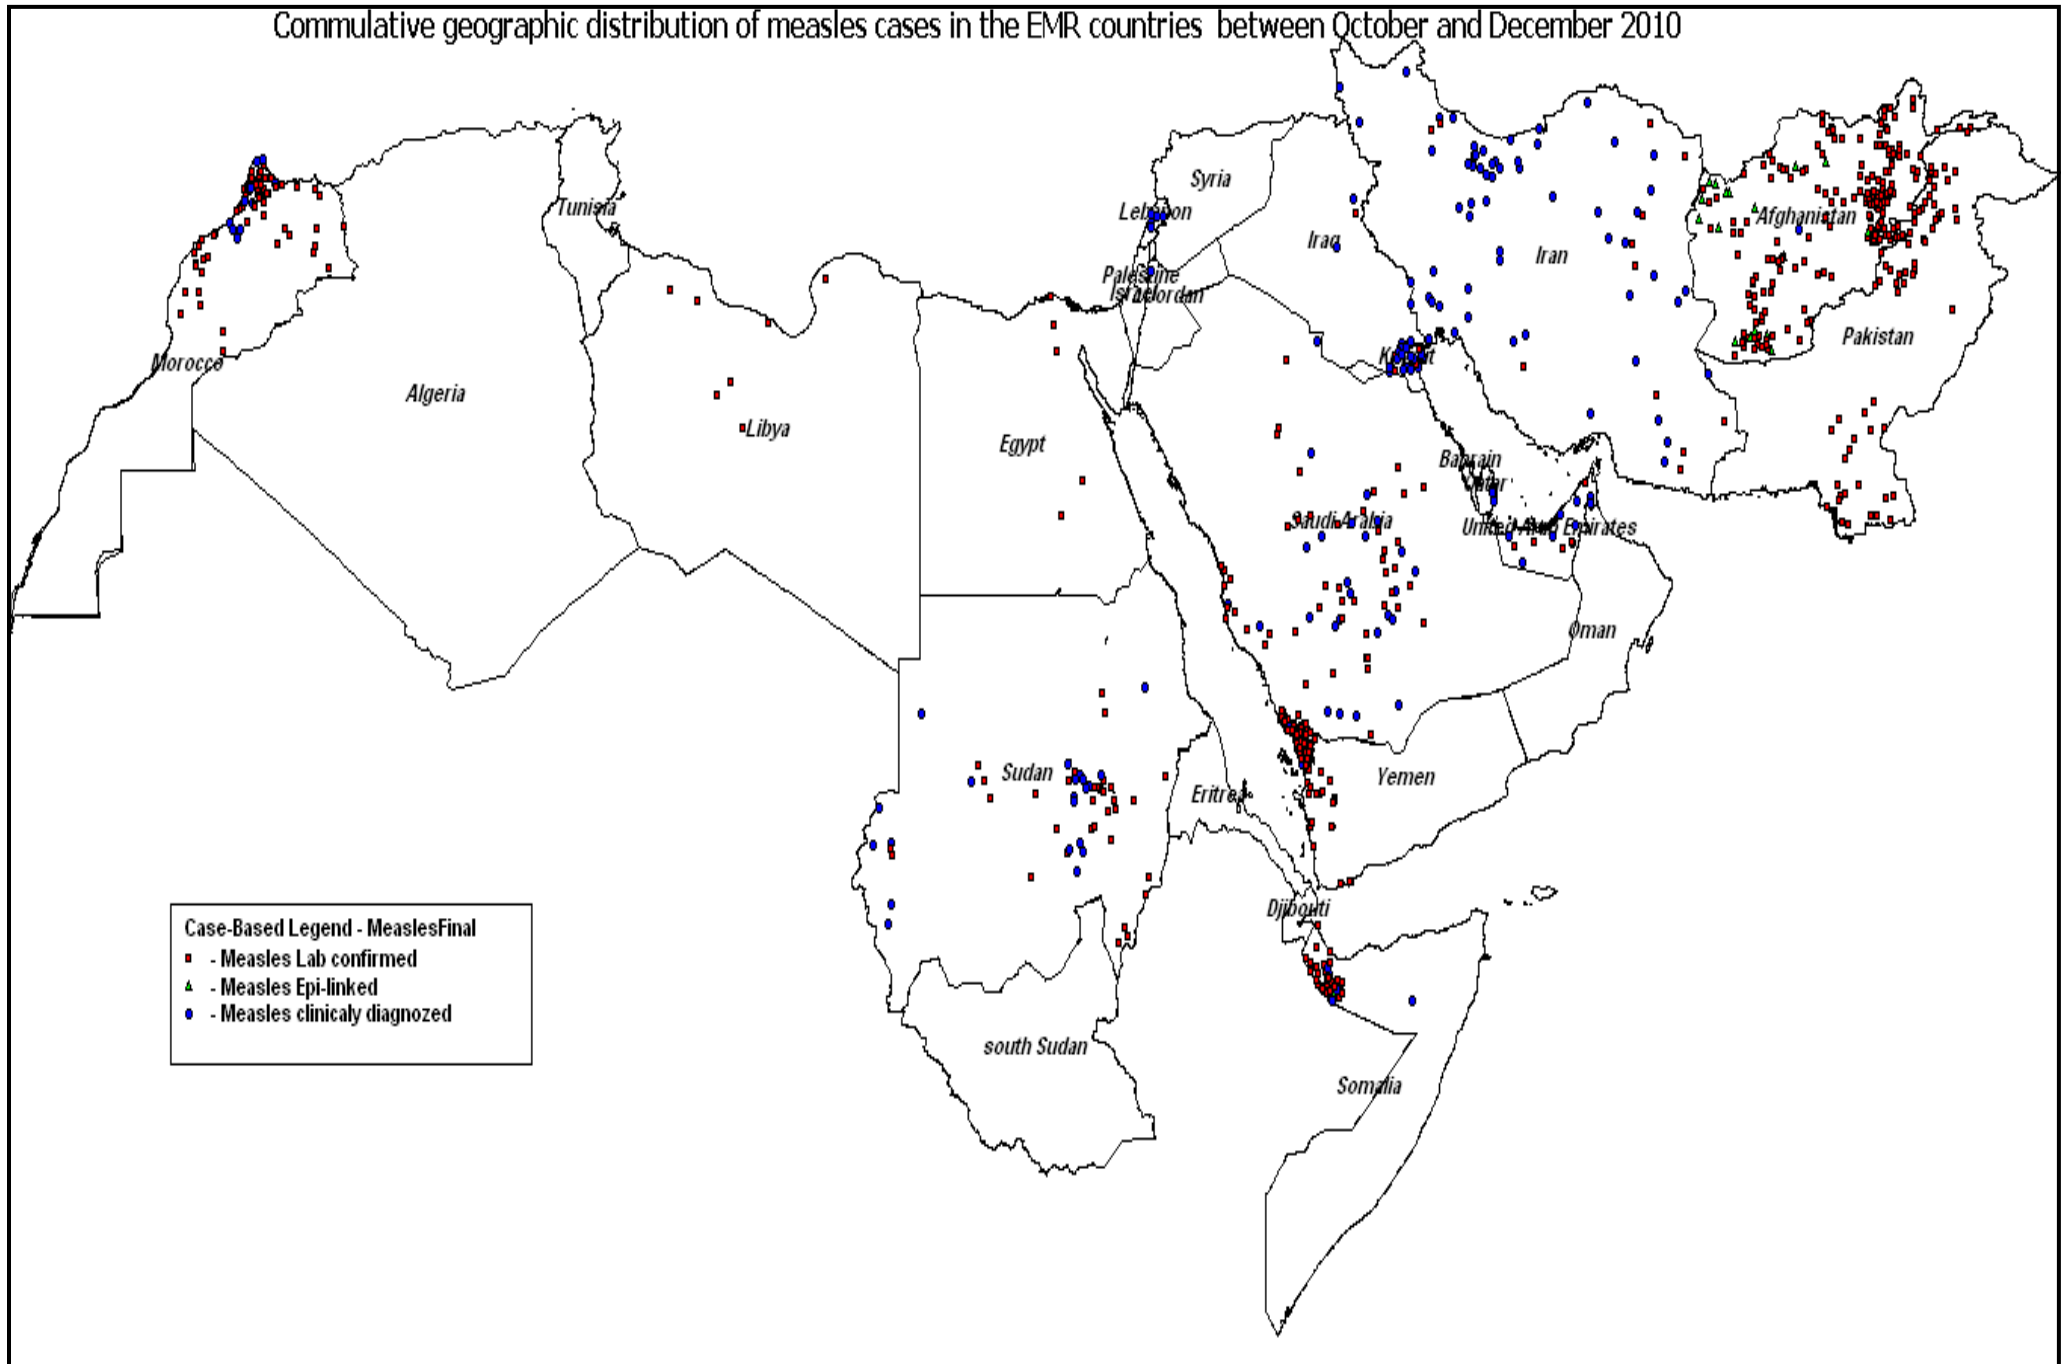 Commulative geographic distribution of measles cases in the EMR countries between October and December 2010
Syria
Tunisia
Lebanon
Afghanistan
Iraq
Iran
Palestine
Israel
Jordan
Pakistan
Kuwait
Morocco
Algeria
Libya
Egypt
Bahrain
Qatar
Saudi Arabia
United Arab Emirates
Oman
Sudan
Yemen
Eritrea
Djibouti
Case-Based Legend - MeaslesFinal
- Measles Lab confirmed
- Measles Epi-linked
- Measles clinicaly diagnozed
south Sudan
Somalia